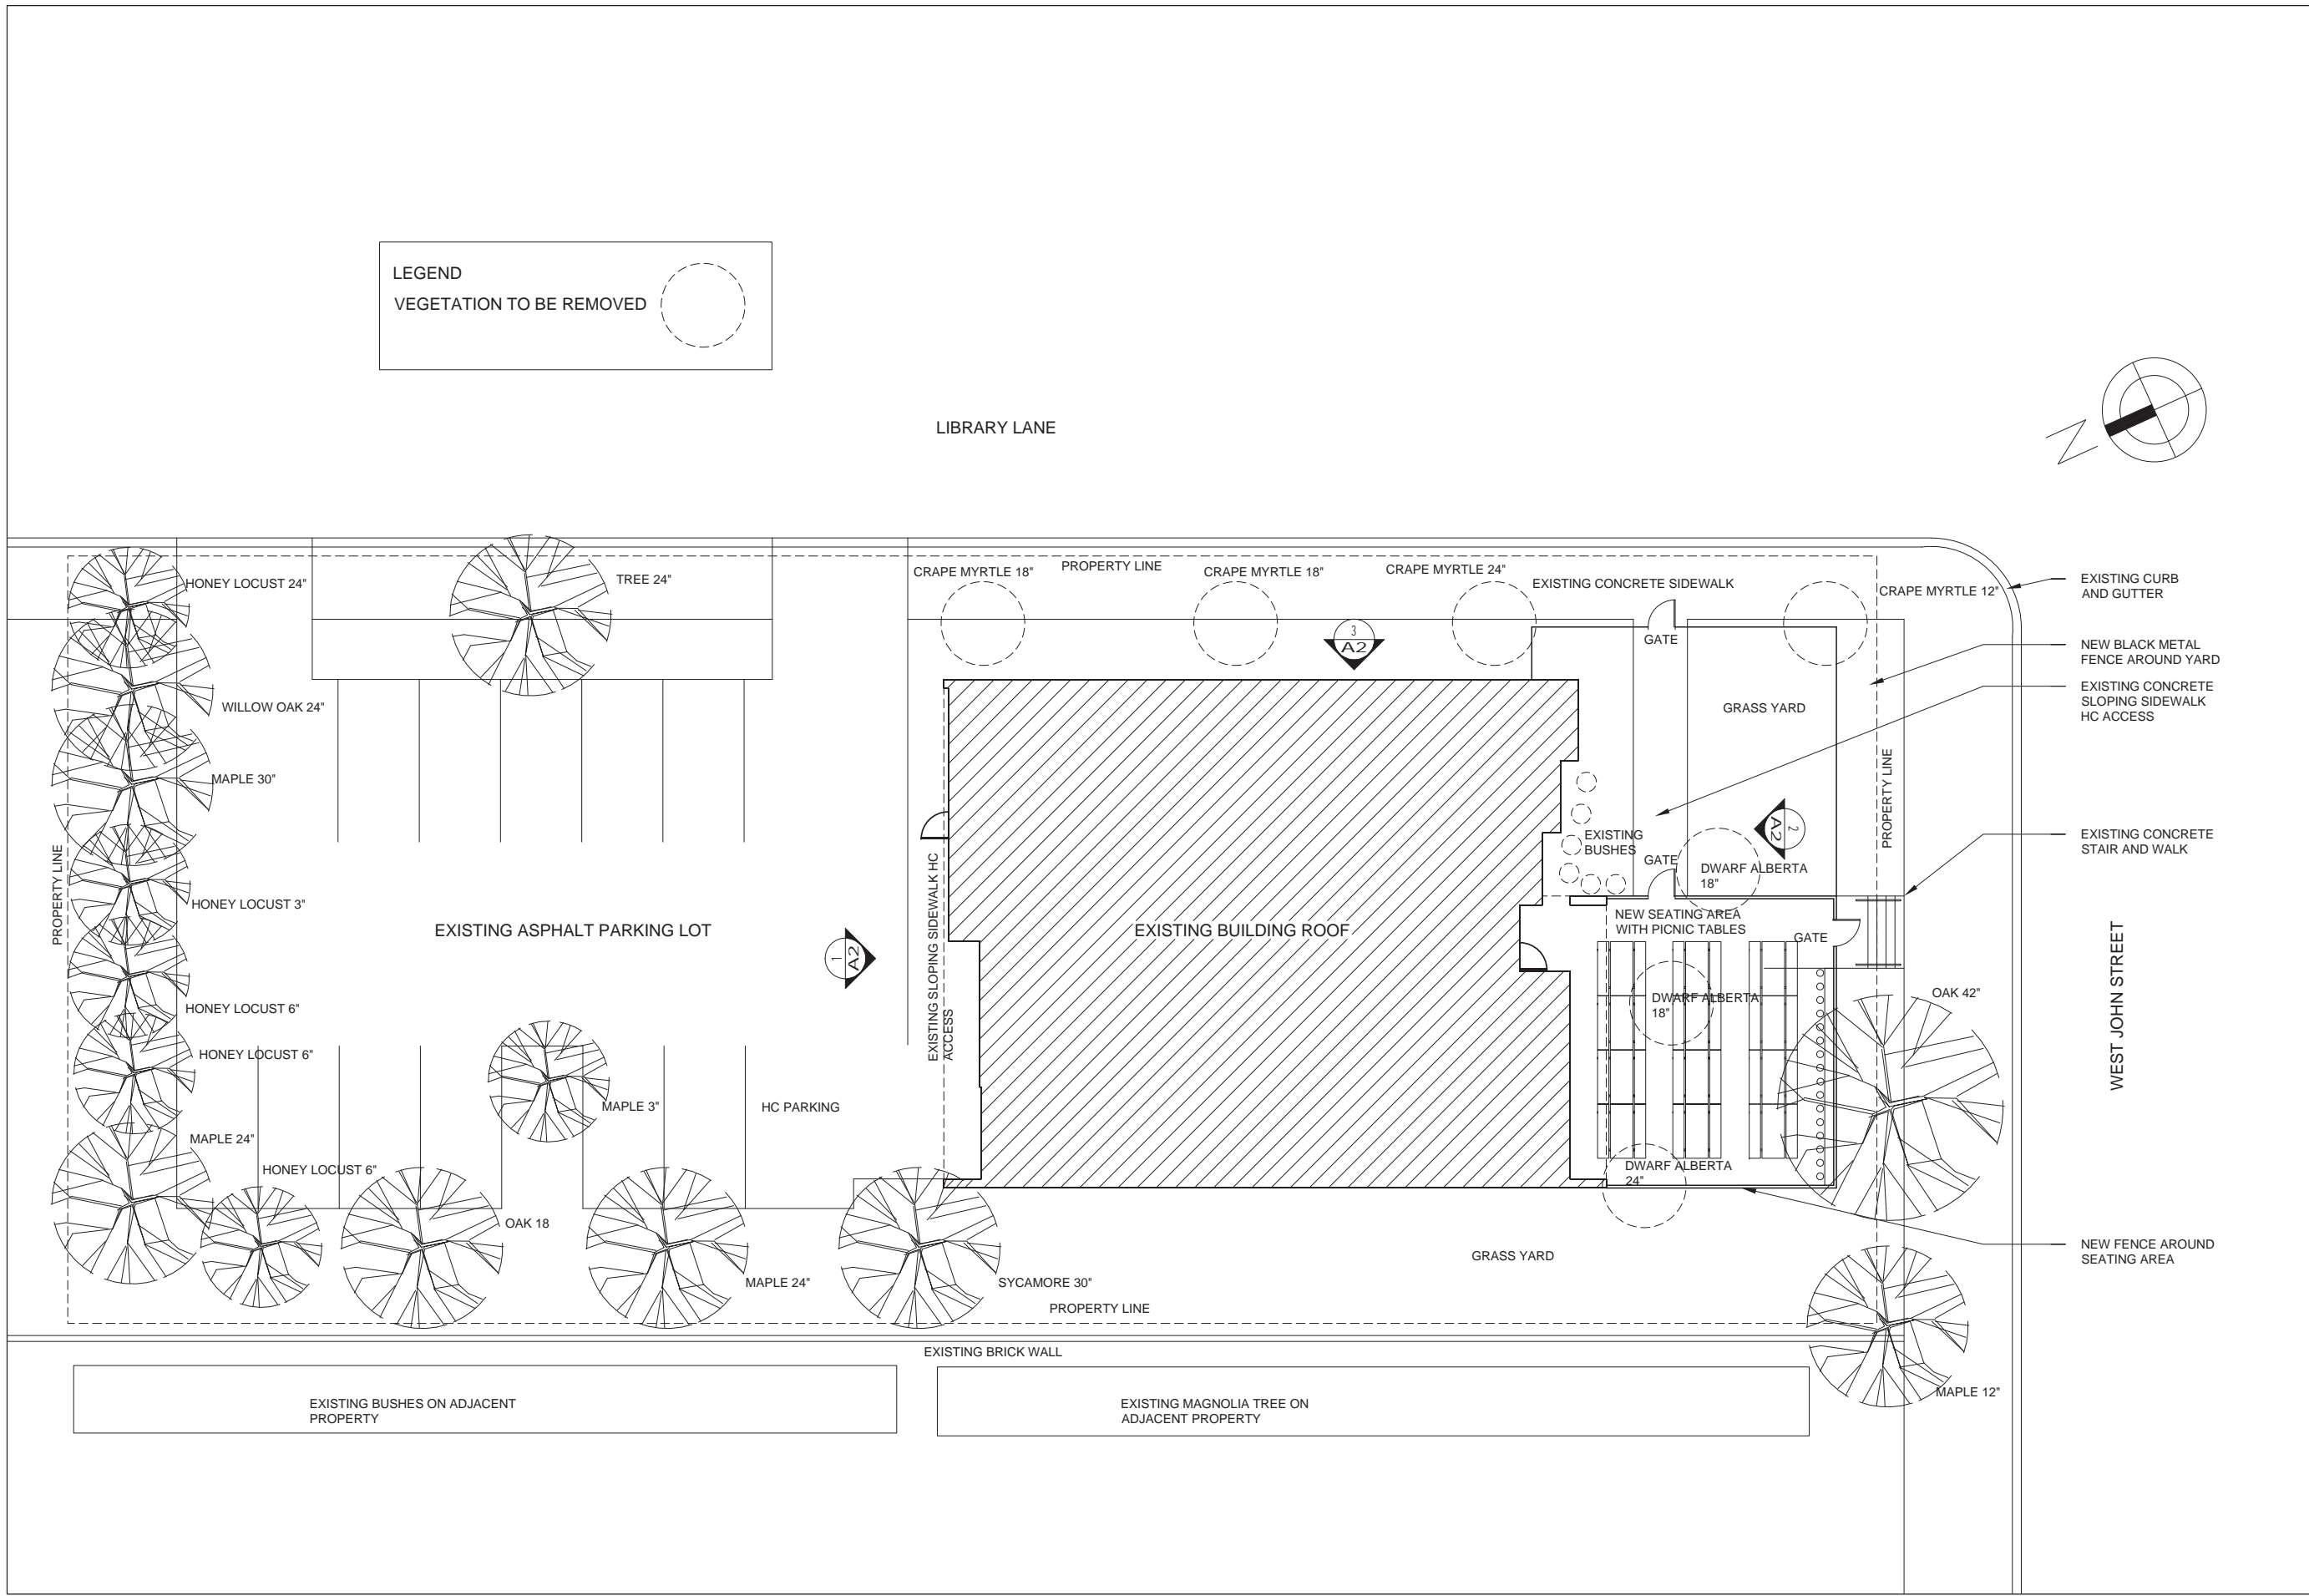 LEGEND
VEGETATION TO BE REMOVED
LIBRARY LANE
N
HONEY LOCUST 24"
TREE 24"
CRAPE MYRTLE 18"
PROPERTY LINE
CRAPE MYRTLE 18"
CRAPE MYRTLE 24"
EXISTING CONCRETE SIDEWALK
CRAPE MYRTLE 12"
EXISTING CURB
AND GUTTER
3
A2
GATE
NEW BLACK METAL
FENCE AROUND YARD
EXISTING CONCRETE
SLOPING SIDEWALK
HC ACCESS
WILLOW OAK 24"
GRASS YARD
MAPLE 30"
PROPERTY LINE
2
A2
EXISTING
BUSHES
GATE
DWARF ALBERTA
18"
EXISTING CONCRETE
STAIR AND WALK
PROPERTY LINE
HONEY LOCUST 3"
EXISTING ASPHALT PARKING LOT
1
A2
EXISTING SLOPING SIDEWALK HC
ACCESS
EXISTING BUILDING ROOF
NEW SEATING AREA
WITH PICNIC TABLES
GATE
WEST JOHN STREET
HONEY LOCUST 6"
DWARF ALBERTA
18"
OAK 42"
HONEY LOCUST 6"
MAPLE 3"
HC PARKING
MAPLE 24"
HONEY LOCUST 6"
DWARF ALBERTA
24"
OAK 18
MAPLE 24"
SYCAMORE 30"
GRASS YARD
NEW FENCE AROUND
SEATING AREA
PROPERTY LINE
EXISTING BRICK WALL
EXISTING BUSHES ON ADJACENT
PROPERTY
EXISTING MAGNOLIA TREE ON
ADJACENT PROPERTY
MAPLE 12"